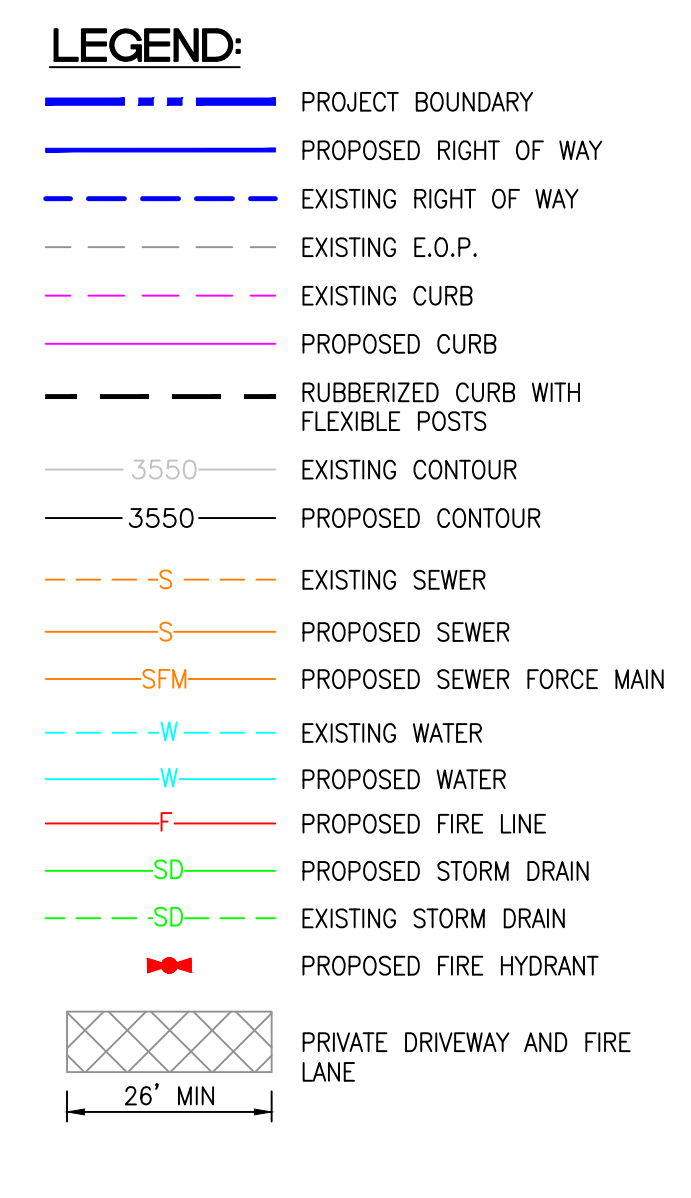 LEGEND:
PROJECT BOUNDARY
PROPOSED RIGHT OF WAY
EXISTING RIGHT OF WAY
EXISTING E.O.P.
EXISTING CURB
PROPOSED CURB
RUBBERIZED CURB WITH
FLEXIBLE POSTS
3550 EXISTING CONTOUR
3550 PROPOSED CONTOUR
S EXISTING SEWER
S PROPOSED SEWER
SFM PROPOSED SEWER FORCE MAIN
W EXISTING WATER
W PROPOSED WATER
F PROPOSED FIRE LINE
SD PROPOSED STORM DRAIN
SD EXISTING STORM DRAIN
PROPOSED FIRE HYDRANT
PRIVATE DRIVEWAY AND FIRE
LANE
26' MIN